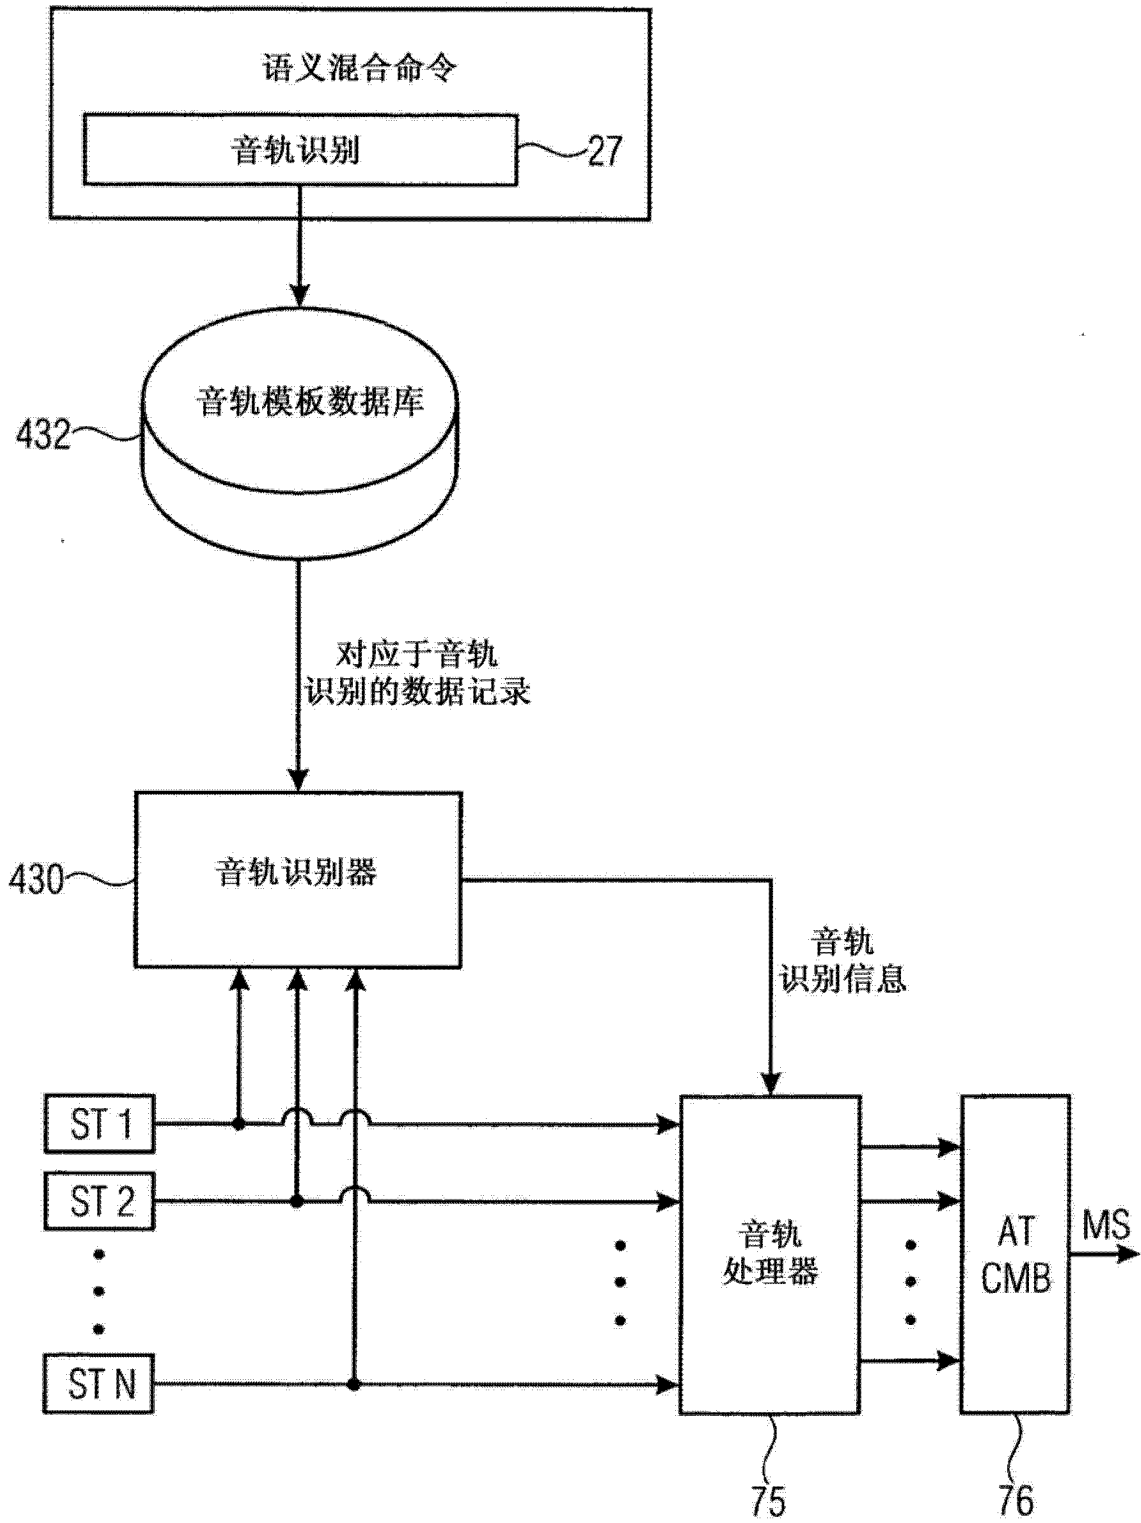 语义混合命令
音轨识别
27
音轨模板数据库
432
对应于音轨
识别的数据记录
音轨识别器
430
音轨
识别信息
ST 1
ST 2
ST N
音轨
处理器
AT
CMB
MS
75
76